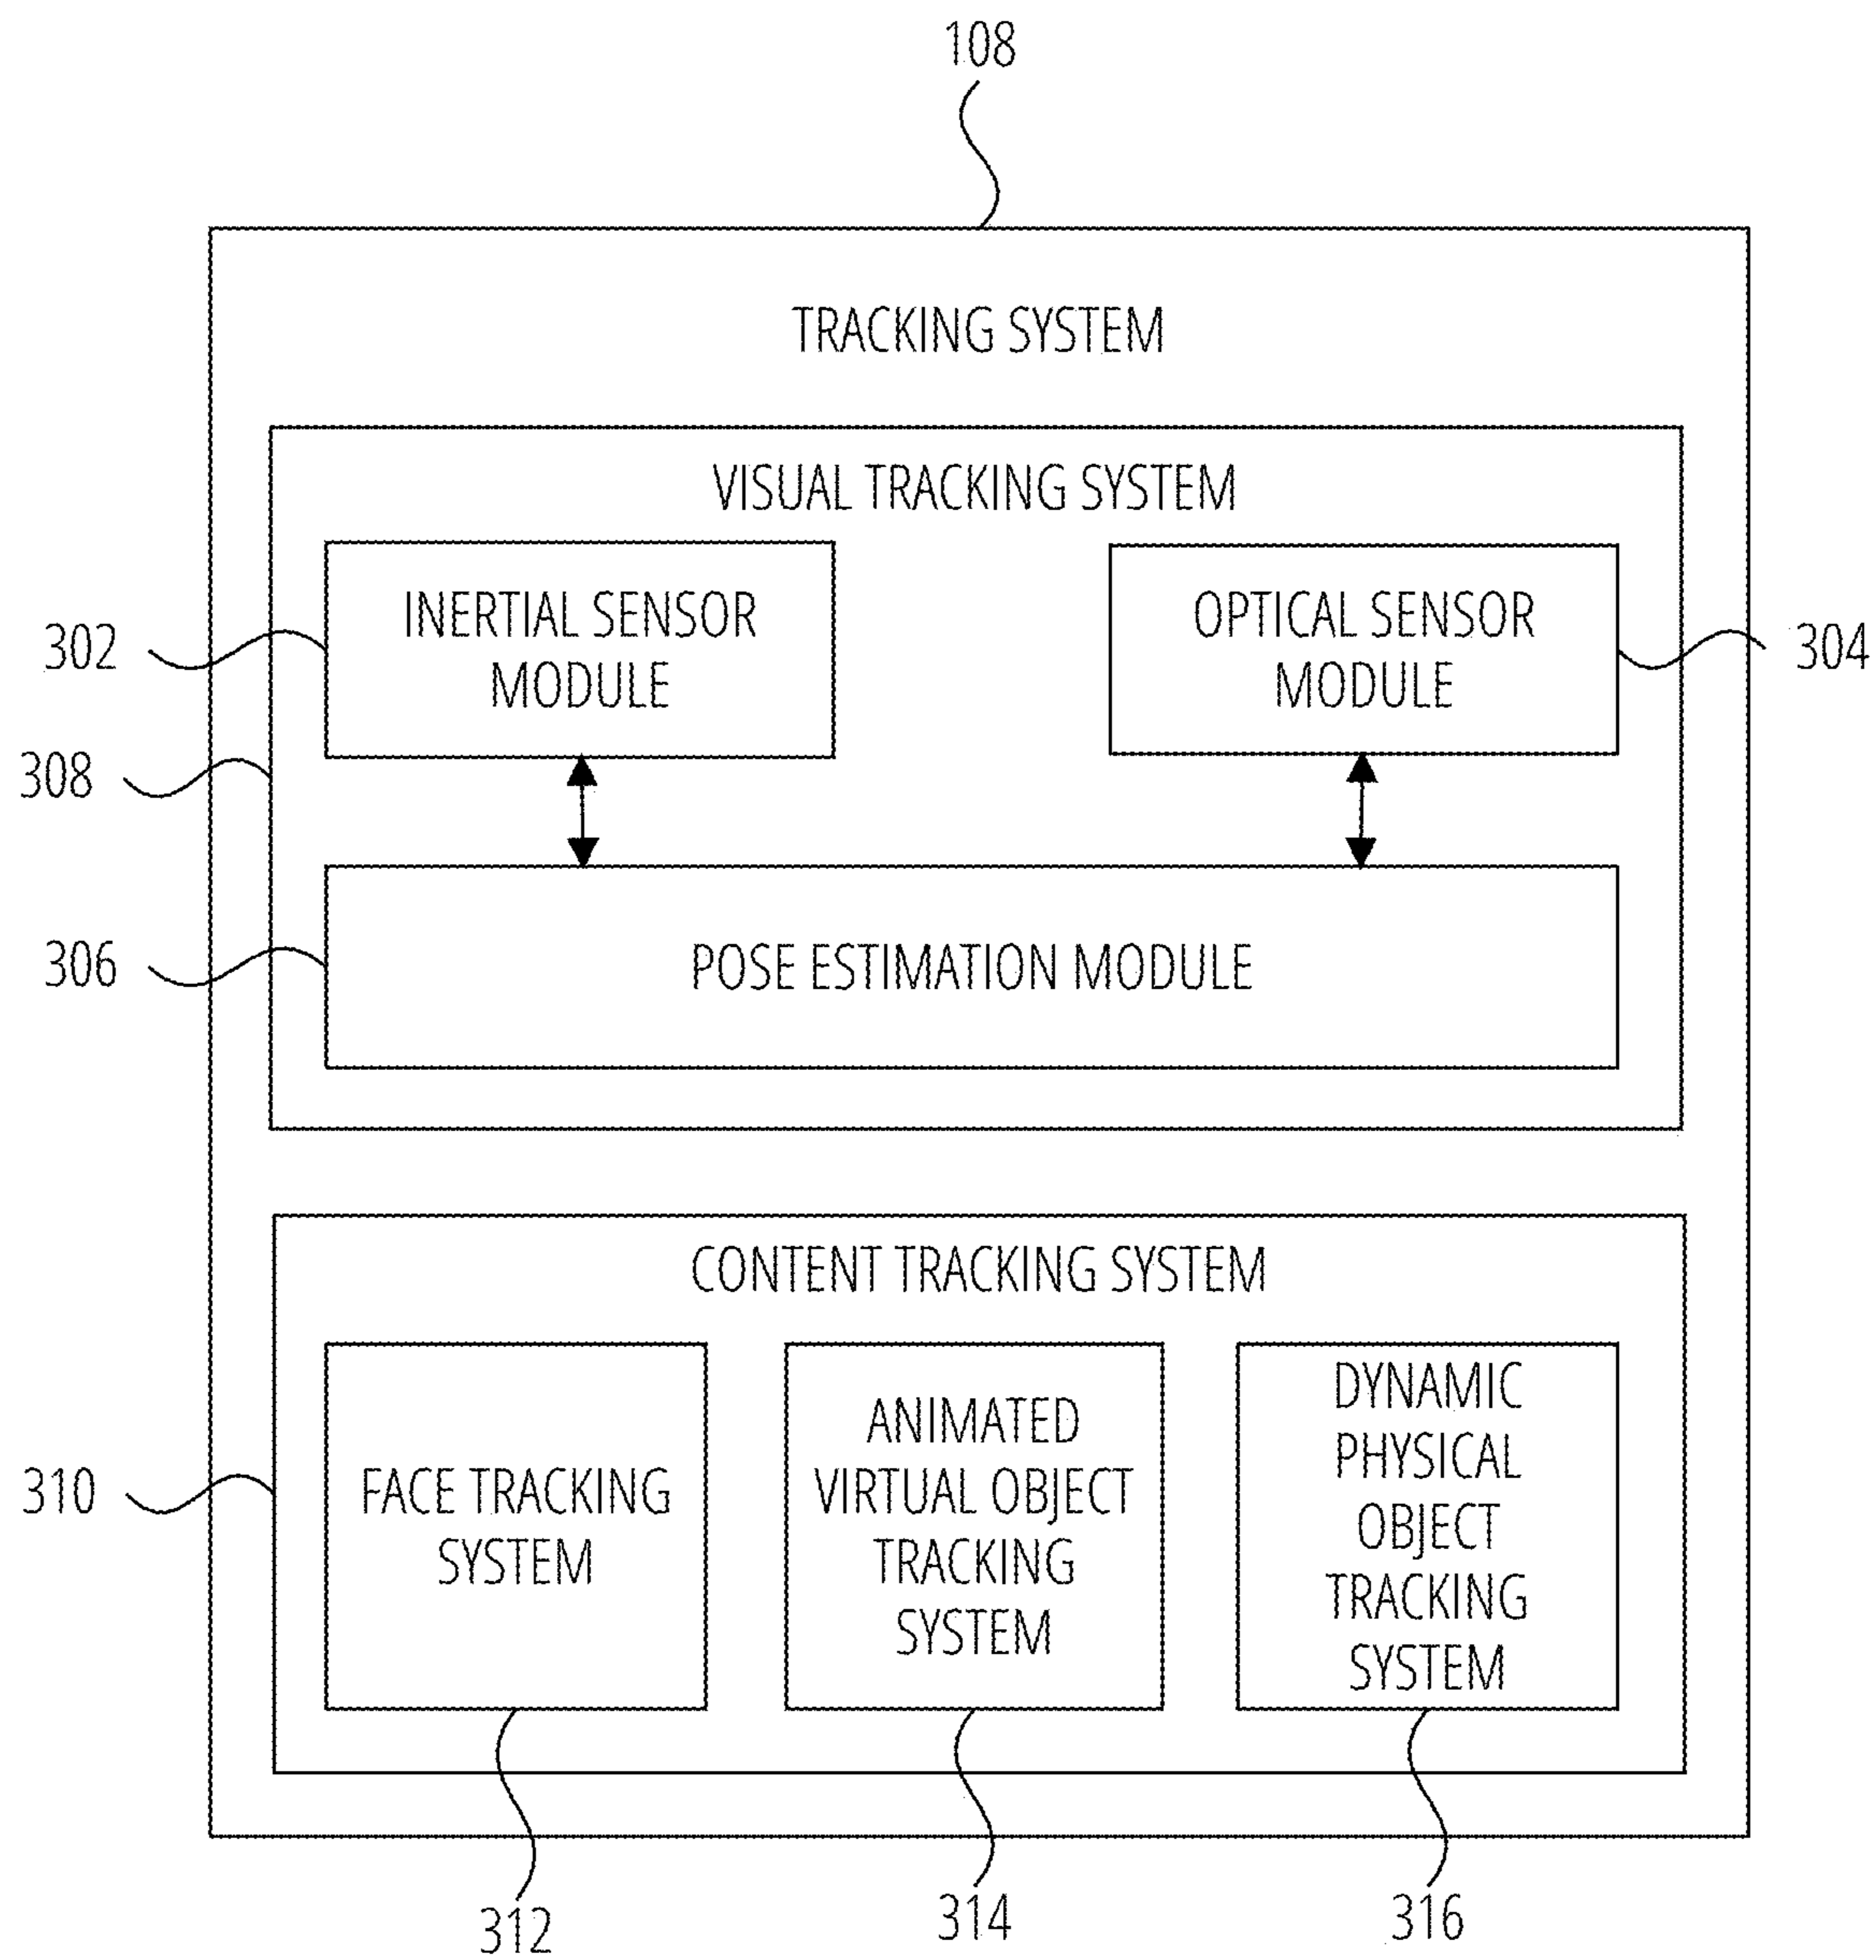 108
TRACKING SYSTEM
VISUAL TRACKING SYSTEM
INERTIAL SENSOR
MODULE
OPTICAL SENSOR
MODULE
302
304
308
306
POSE ESTIMATION MODULE
CONTENT TRACKING SYSTEM
310
FACE TRACKING
SYSTEM
ANIMATED
VIRTUAL OBJECT
TRACKING
SYSTEM
DYNAMIC
PHYSICAL
OBJECT
TRACKING
SYSTEM
312
314
316